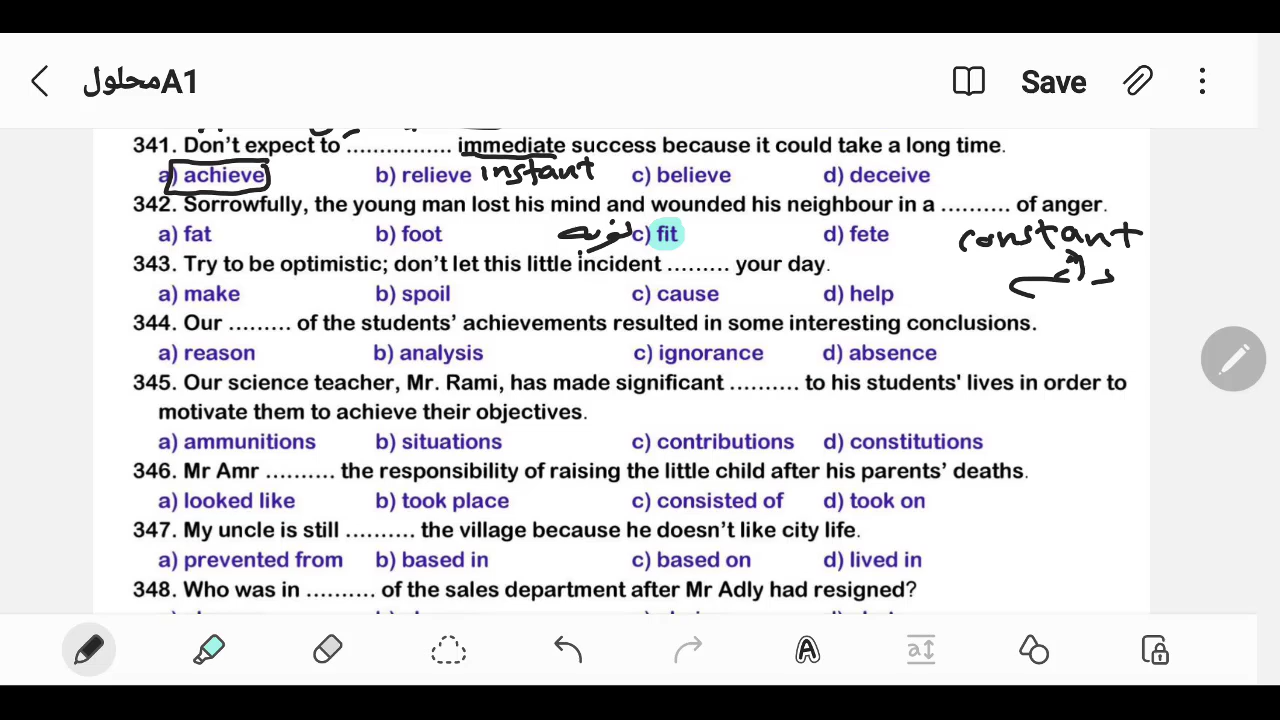 محلول A1
Save
341. Don't expect to ................ immediate success because it could take a long time.
instant
a) achieve b) relieve c) believe d) deceive
342. Sorrowfully, the young man lost his mind and wounded his neighbour in a .......... of anger.
a) fat b) foot c) fit d) fete
constant
343. Try to be optimistic; don't let this little incident ......... your day.
a) make b) spoil c) cause d) help
344. Our ......... of the students' achievements resulted in some interesting conclusions.
a) reason b) analysis c) ignorance d) absence
345. Our science teacher, Mr. Rami, has made significant .......... to his students' lives in order to
motivate them to achieve their objectives.
a) ammunitions b) situations c) contributions d) constitutions
346. Mr Amr .......... the responsibility of raising the little child after his parents' deaths.
a) looked like b) took place c) consisted of d) took on
347. My uncle is still .......... the village because he doesn't like city life.
a) prevented from b) based in c) based on d) lived in
348. Who was in .......... of the sales department after Mr Adly had resigned?